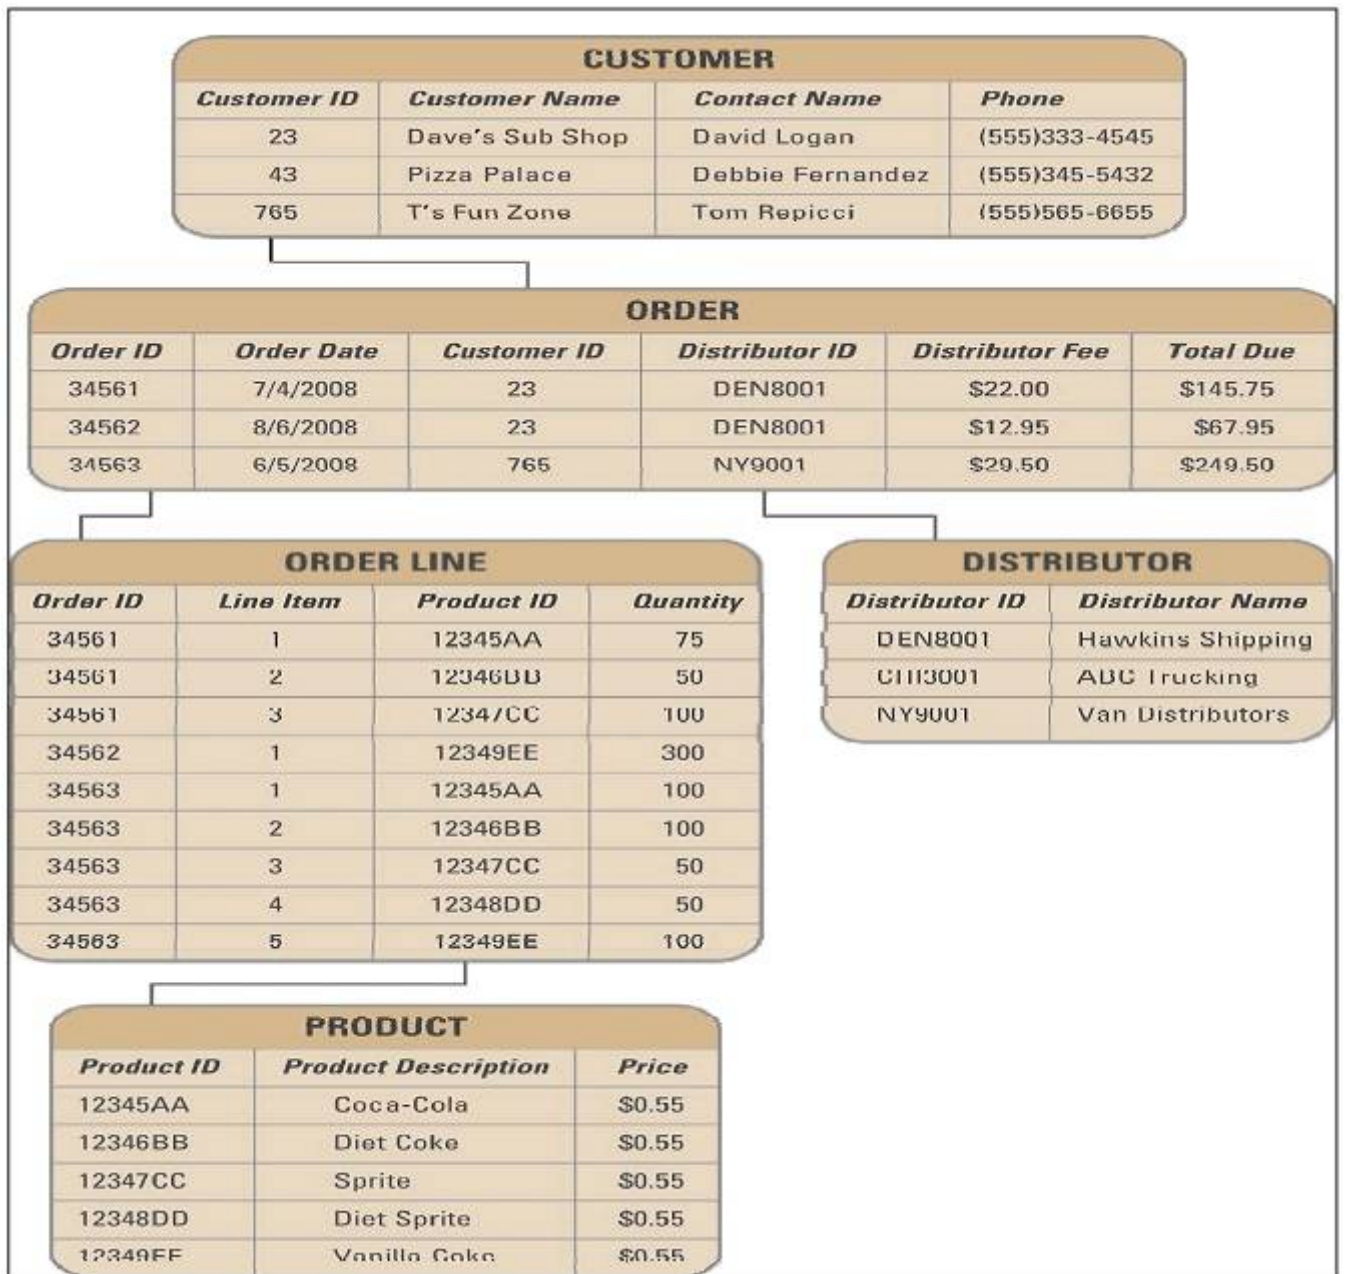 CUSTOMER
Customer ID Customer Name Contact Name Phone
23 Dave's Sub Shop David Logan (555)333-4545
43 Pizza Palace Debbie Fernandez (555)345-5432
765 T's Fun Zone Tom Repicci (555)565-6655
ORDER
Order ID Order Date Customer ID Distributor ID Distributor Fee Total Due
34561 7/4/2008 23 DEN8001 $22.00 $145.75
34562 8/6/2008 23 DEN8001 $12.95 $67.95
34563 6/5/2008 765 NY9001 $29.50 $249.50
ORDER LINE
Order ID Line Item Product ID Quantity
34561 1 12345AA 75
34561 2 12346BB 50
34561 3 12347CC 100
34562 1 12349EE 300
34563 1 12345AA 100
34563 2 12346BB 100
34563 3 12347CC 50
34563 4 12348DD 50
34563 5 12349EE 100
DISTRIBUTOR
Distributor ID Distributor Name
DEN8001 Hawkins Shipping
CHI3001 ABC Trucking
NY9001 Van Distributors
PRODUCT
Product ID Product Description Price
12345AA Coca-Cola $0.55
12346BB Diet Coke $0.55
12347CC Sprite $0.55
12348DD Diet Sprite $0.55
12349EE Vanilla Coke $0.55